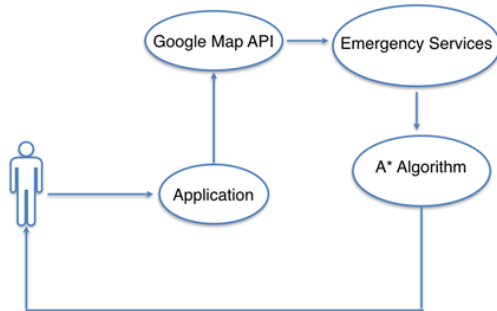 Google Map API
Emergency Services
A* Algorithm
Application